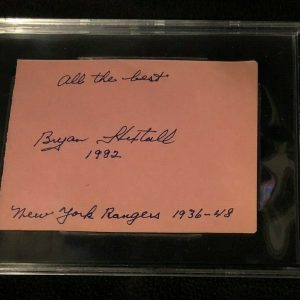 All the best
Bryan Hextall
1982
New York Rangers 1936-48